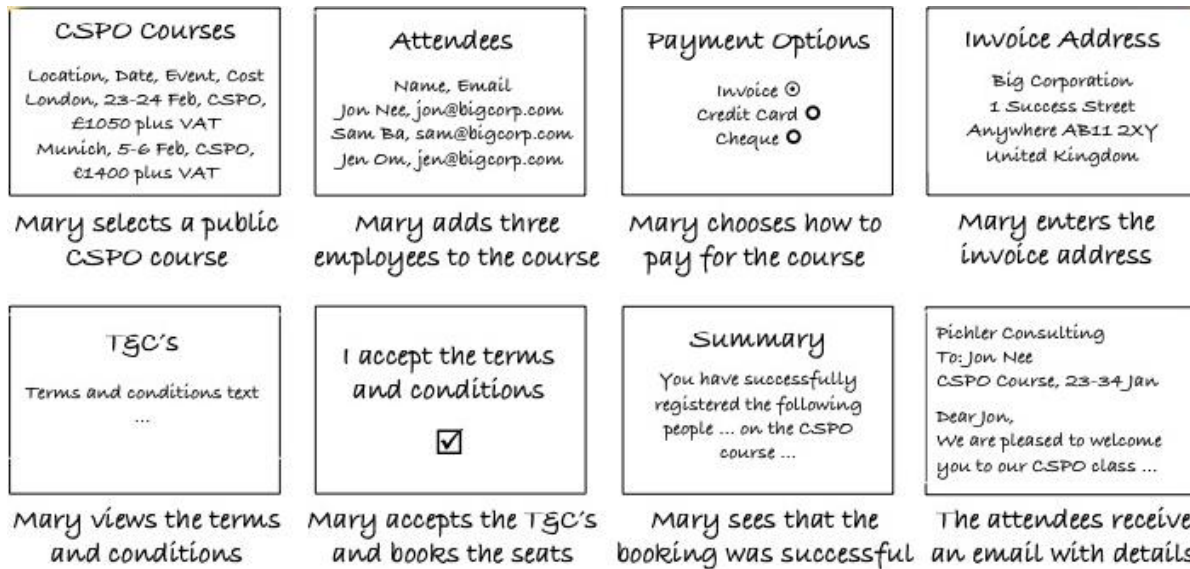 CSPO Courses
Location, Date, Event, Cost
London, 23-24 Feb, CSPO,
£1050 plus VAT
Munich, 5-6 Feb, CSPO,
€1400 plus VAT
Mary selects a public
CSPO course
Attendees
Name, Email
Jon Nee, jon@bigcorp.com
Sam Ba, sam@bigcorp.com
Jen Om, jen@bigcorp.com
Mary adds three
employees to the course
Payment Options
Invoice
Credit Card
Cheque
Mary chooses how to
pay for the course
Invoice Address
Big Corporation
1 Success Street
Anywhere AB11 2XY
United Kingdom
Mary enters the
invoice address
T&C's
Terms and conditions text
...
Mary views the terms
and conditions
I accept the terms
and conditions
Mary accepts the T&C's
and books the seats
Summary
You have successfully
registered the following
people ... on the CSPO
course ...
Mary sees that the
booking was successful
Pichler Consulting
To: Jon Nee
CSPO Course, 23-34 Jan
Dear Jon,
We are pleased to welcome
you to our CSPO class ...
The attendees receive
an email with details